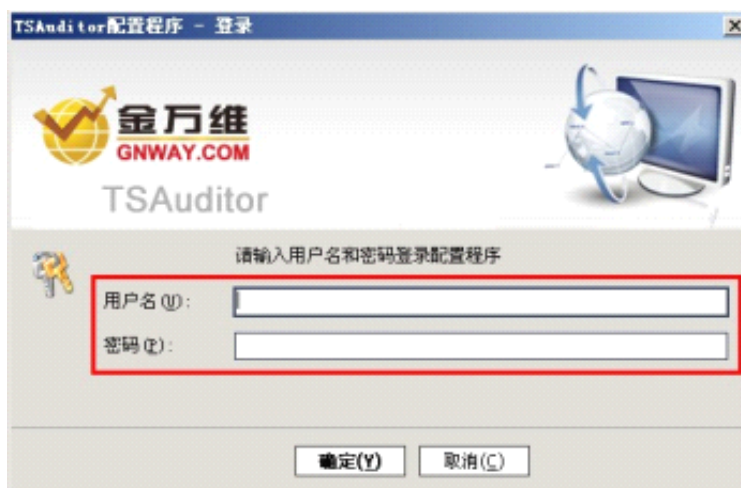 TSAuditor配置程序 - 登录
金万维
GNWAY.COM
TSAuditor
请输入用户名和密码登录配置程序
用户名(U):
密码(P):
确定(Y)
取消(C)